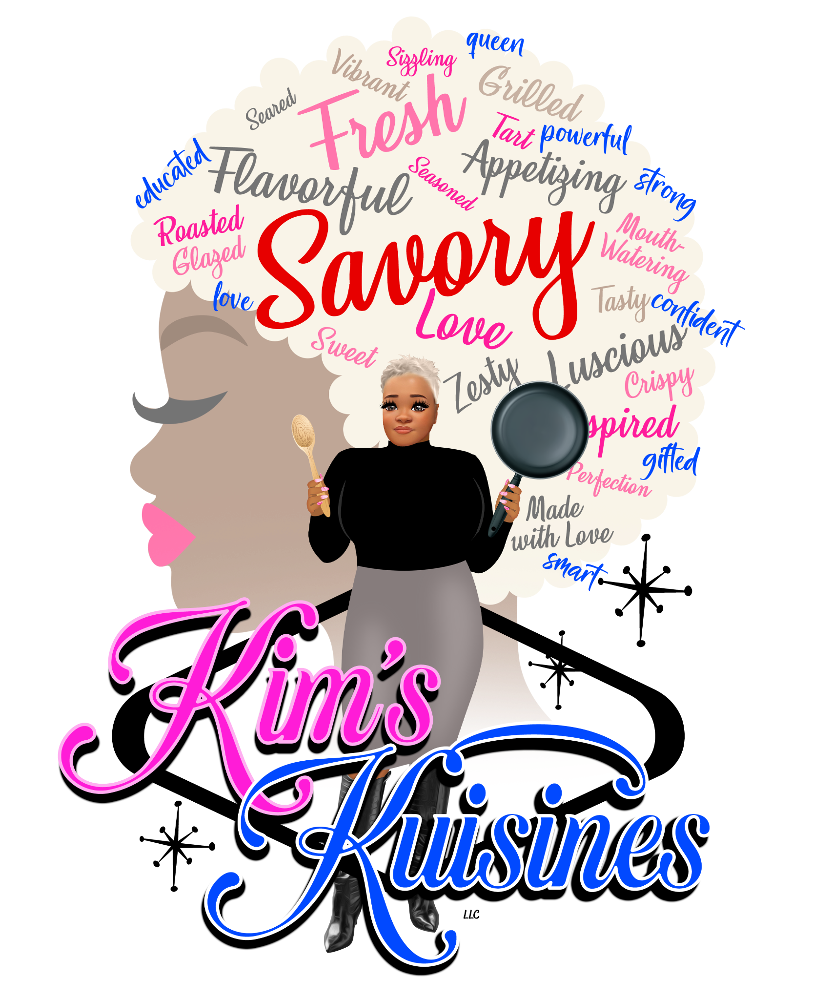 queen
Sizzling
Vibrant
Grilled
Seared
Fresh
Tart
powerful
educated
Flavorful
Seasoned
Appetizing
strong
Roasted
Savory
Mouth-
Watering
Glazed
love
Love
Tasty
confident
Sweet
Zesty
Luscious
Crispy
spired
gifted
Perfection
Made
with Love
smart
Kim's
Kuisines
LLC